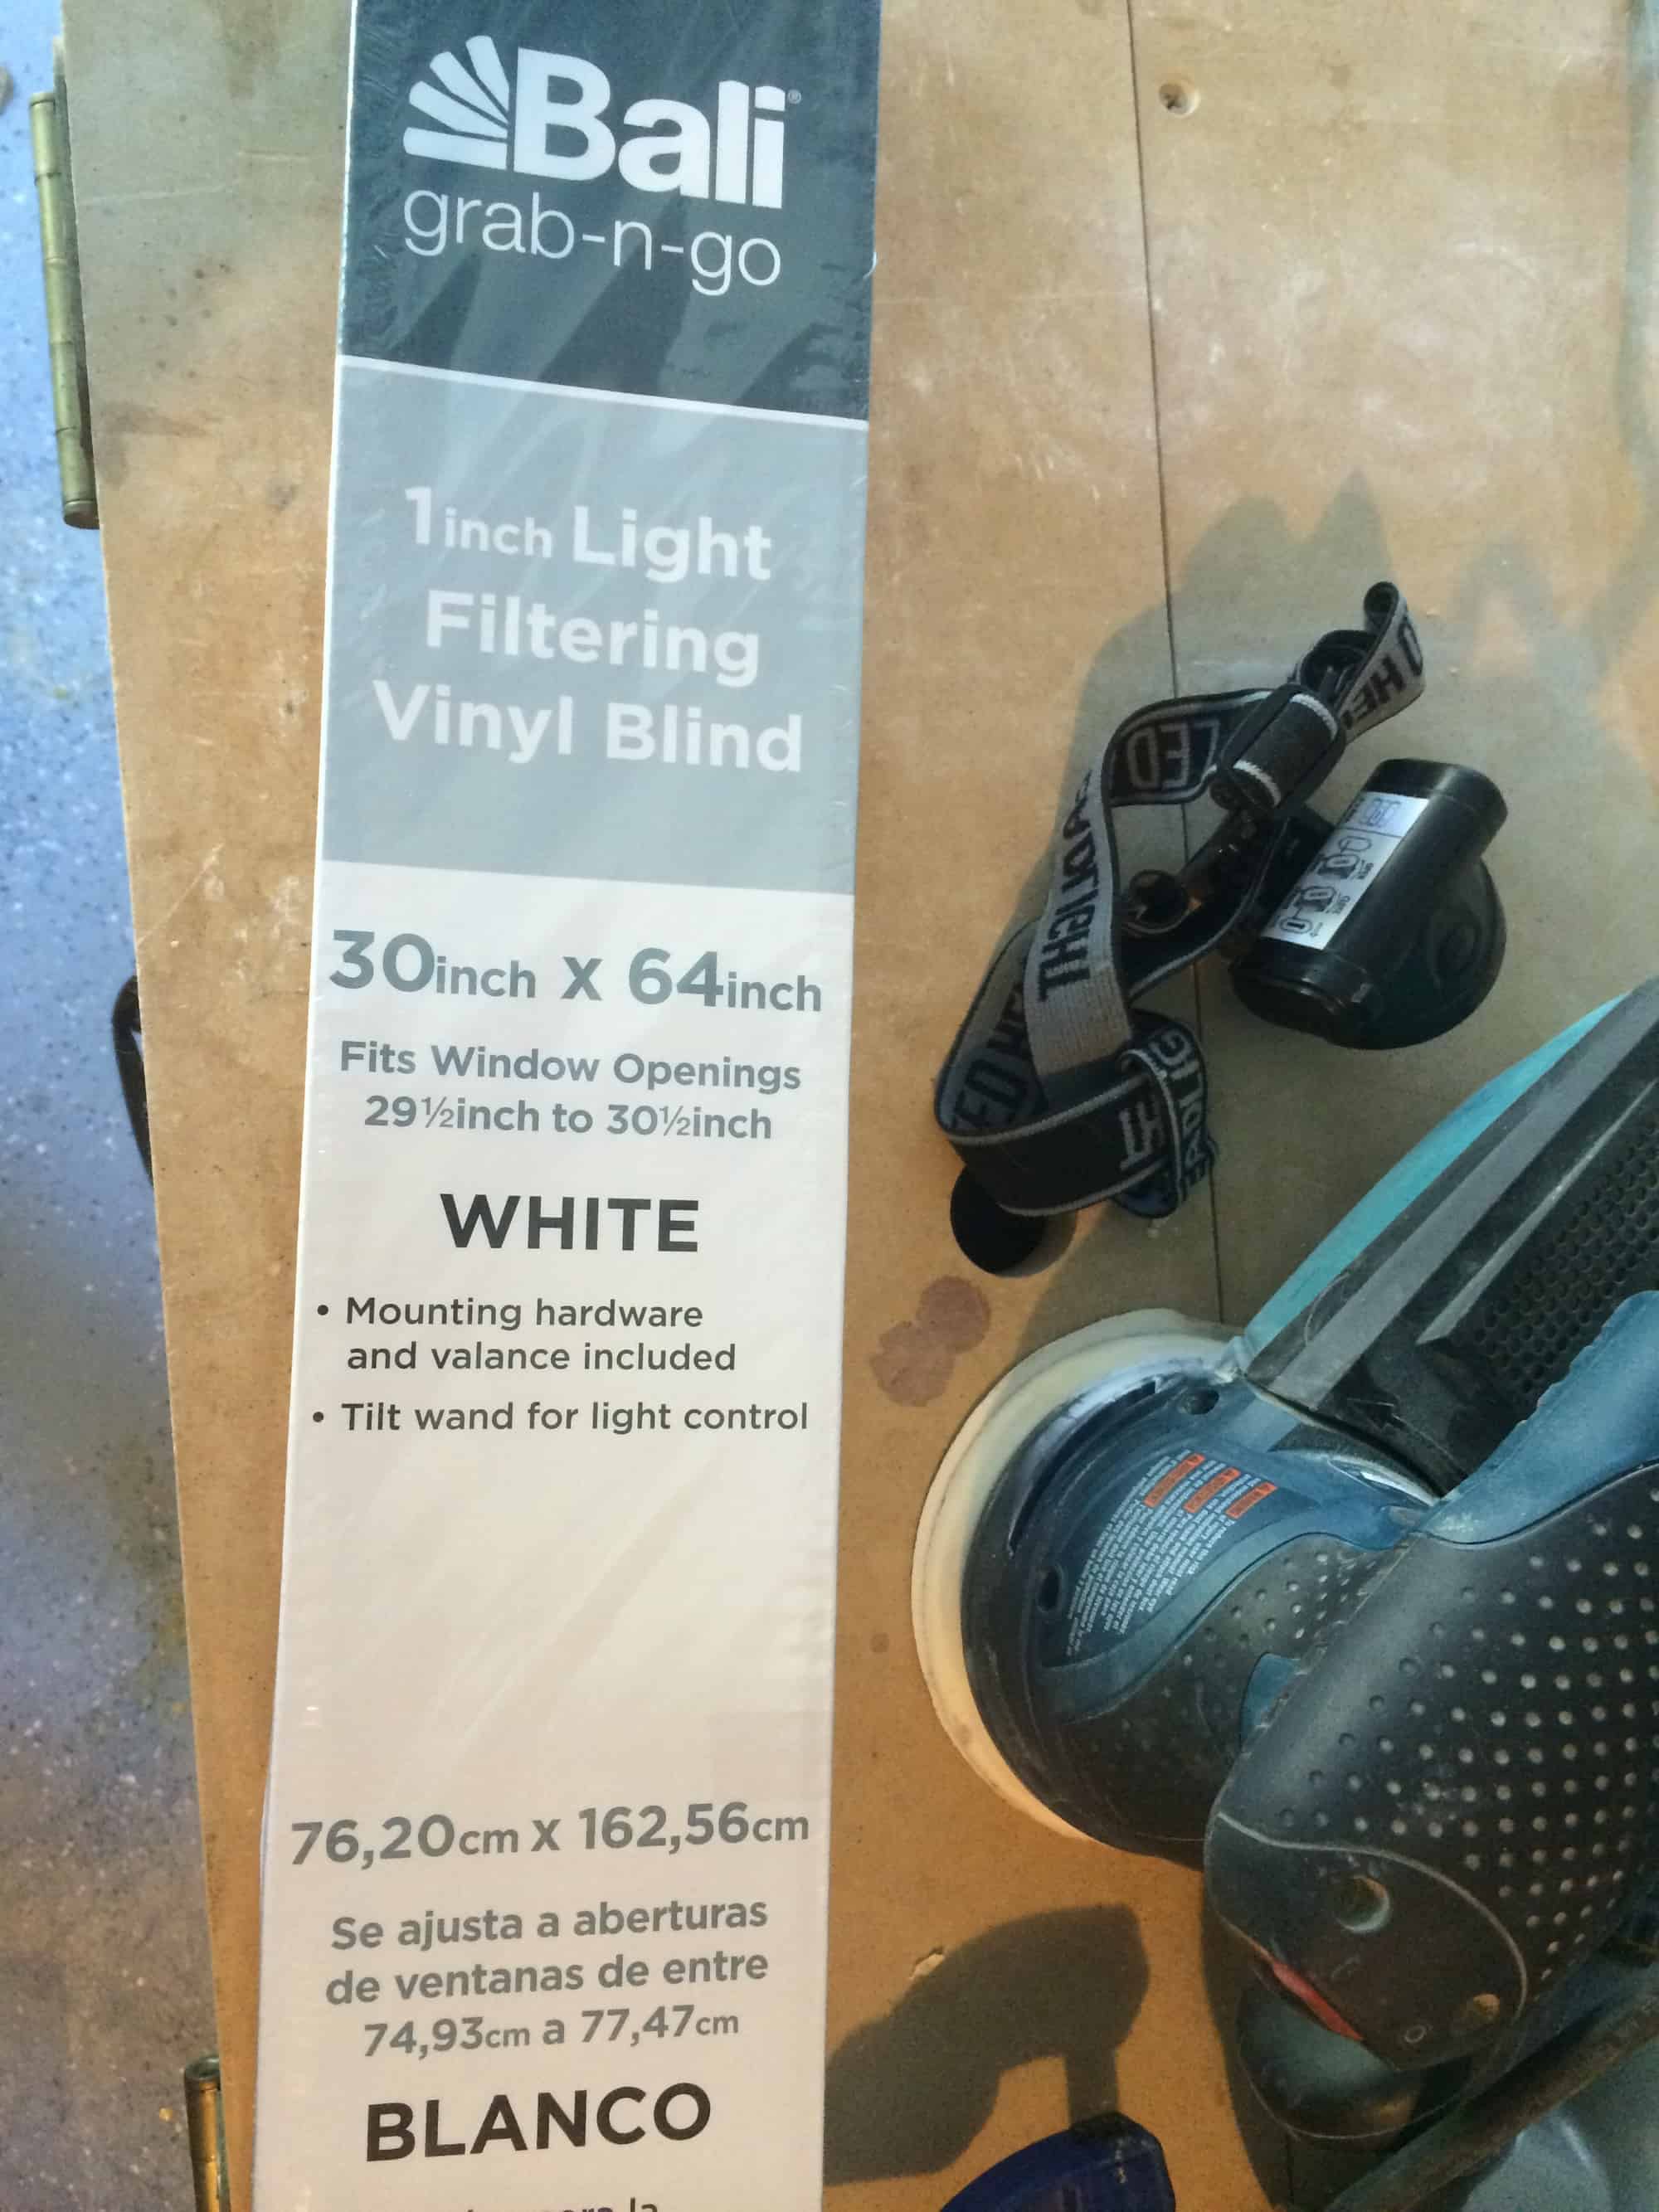 Bali®
grab-n-go
1inch Light
Filtering
Vinyl Blind
30inch X 64inch
Fits Window Openings
29½inch to 30½inch
WHITE
• Mounting hardware
and valance included
• Tilt wand for light control
76,20cm X 162,56cm
Se ajusta a aberturas
de ventanas de entre
74,93cm a 77,47cm
BLANCO